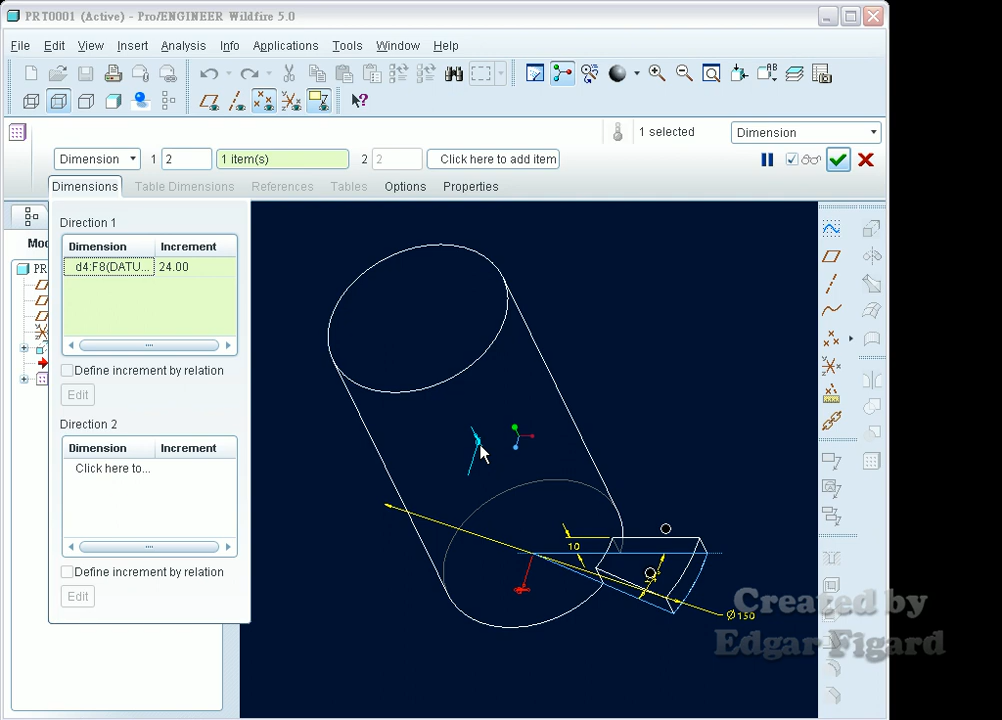 PRT0001 (Active) - Pro/ENGINEER Wildfire 5.0
File Edit View Insert Analysis Info Applications Tools Window Help
1 selected Dimension
Dimension 1 2 1 item(s) 2 2 Click here to add item
Dimensions Table Dimensions References Tables Options Properties
Direction 1
Dimension Increment
d4:F8(DATU... 24.00
Define increment by relation
Edit
Direction 2
Dimension Increment
Click here to...
Define increment by relation
Edit
Mod
PR
10
Ø150
Created by
Edgar Figard